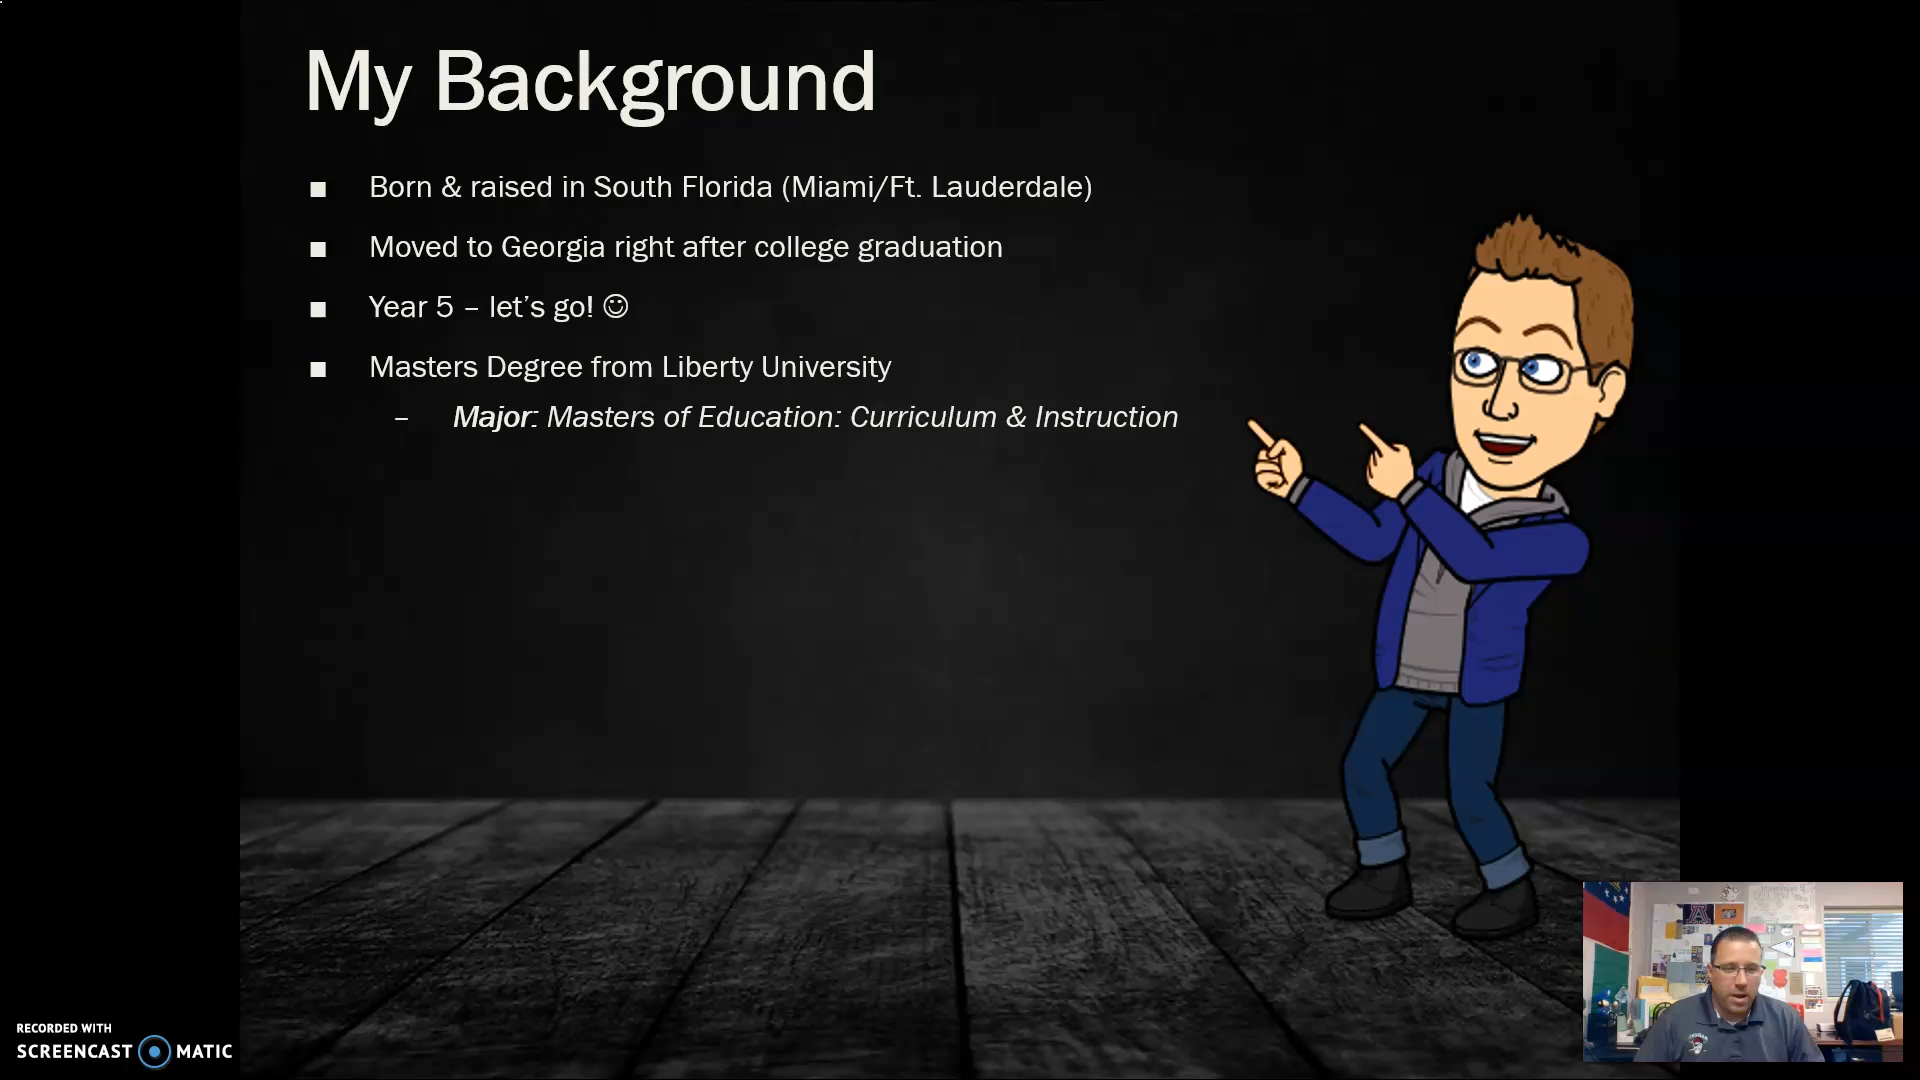 My Background
■ Born & raised in South Florida (Miami/Ft. Lauderdale)
■ Moved to Georgia right after college graduation
■ Year 5 – let’s go! ☺
■ Masters Degree from Liberty University
– Major: Masters of Education: Curriculum & Instruction
RECORDED WITH
SCREENCAST MATIC